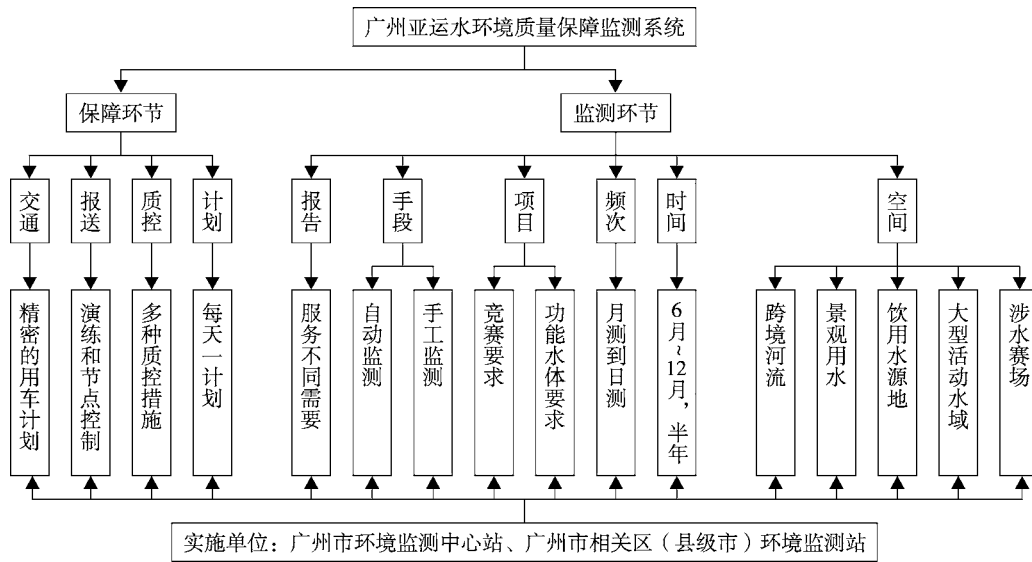 广州亚运水环境质量保障监测系统
保障环节
监测环节
交通
报送
质控
计划
报告
手段
项目
频次
时间
空间
精密的用车计划
演练和节点控制
多种质控措施
每天一计划
服务不同需要
自动监测
手工监测
竞赛要求
功能水体要求
月测到日测
6月~12月，半年
跨境河流
景观用水
饮用水源地
大型活动水域
涉水赛场
实施单位：广州市环境监测中心站、广州市相关区（县级市）环境监测站